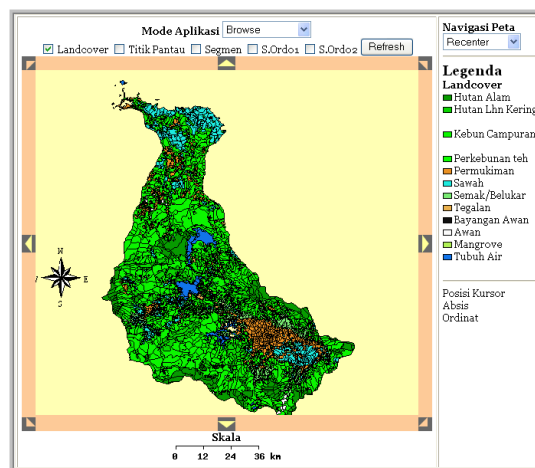 Mode Aplikasi Browse
Landcover Titik Pantau Segmen S.Ordo1 S.Ordo2 Refresh
N
E
S
Skala
0 12 24 36 km
Navigasi Peta
Recenter
Legenda
Landcover
Hutan Alam
Hutan Lhn Kering
Kebun Campuran
Perkebunan teh
Permukiman
Sawah
Semak/Belukar
Tegalan
Bayangan Awan
Awan
Mangrove
Tubuh Air
Posisi Kursor
Absis
Ordinat